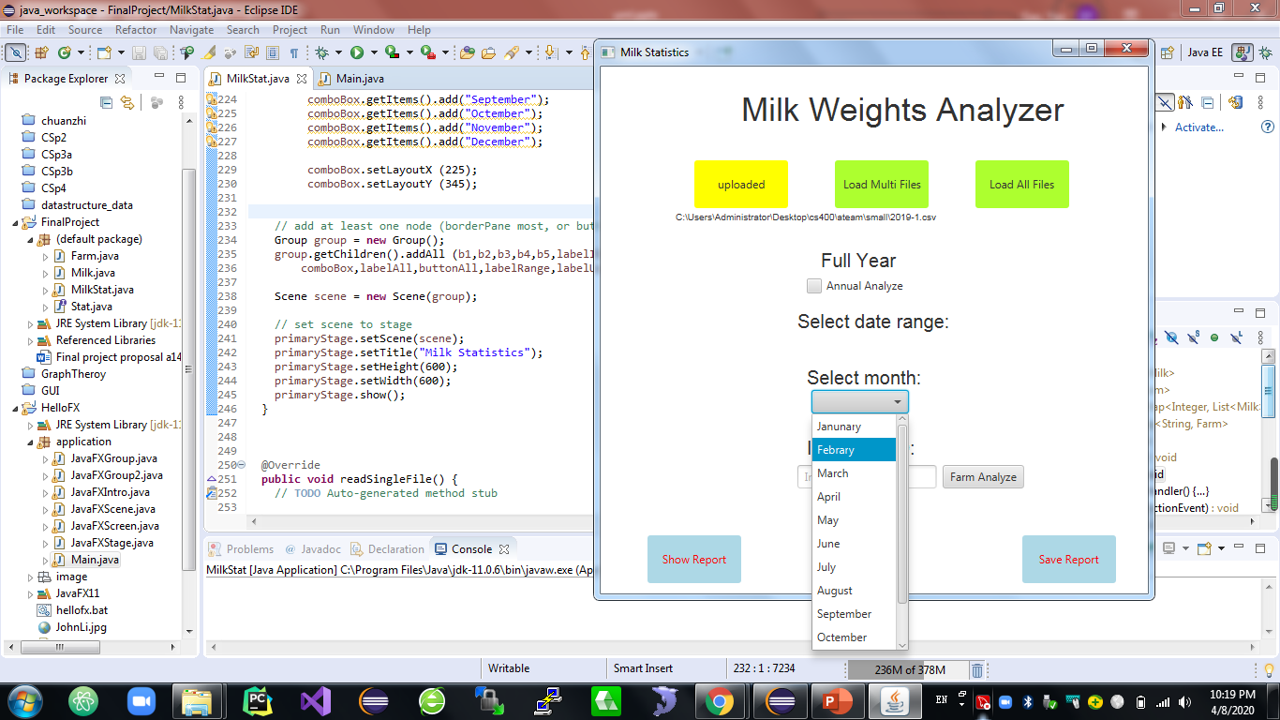 java_workspace - FinalProject/MilkStat.java - Eclipse IDE
File Edit Source Refactor Navigate Search Project Run Window Help
Java EE
Package Explorer
chuanzhi
CSp2
CSp3a
CSp3b
CSp4
datastructure_data
FinalProject
(default package)
Farm.java
Milk.java
MilkStat.java
Stat.java
JRE System Library [jdk-11
Referenced Libraries
Final project proposal a14
GraphTheroy
GUI
HelloFX
JRE System Library [jdk-11
application
JavaFXGroup.java
JavaFXGroup2.java
JavaFXIntro.java
JavaFXScene.java
JavaFXScreen.java
JavaFXStage.java
Main.java
image
JavaFX11
hellofx.bat
JohnLi.jpg
MilkStat.java Main.java
224 comboBox.getItems().add("September");
225 comboBox.getItems().add("Octember");
226 comboBox.getItems().add("November");
227 comboBox.getItems().add("December");
228
229 comboBox.setLayoutX (225);
230 comboBox.setLayoutY (345);
231
232
233 // add at least one node (borderPane most, or but
234 Group group = new Group();
235 group.getChildren().addAll (b1,b2,b3,b4,b5,labelI
236 comboBox,labelAll,buttonAll,labelRange,labelU
237
238 Scene scene = new Scene(group);
239
240 // set scene to stage
241 primaryStage.setScene(scene);
242 primaryStage.setTitle("Milk Statistics");
243 primaryStage.setHeight(600);
244 primaryStage.setWidth(600);
245 primaryStage.show();
246 }
247
248
249
250 @Override
251 public void readSingleFile() {
252 // TODO Auto-generated method stub
253
Problems Javadoc Declaration Console
MilkStat [Java Application] C:\Program Files\Java\jdk-11.0.6\bin\javaw.exe (Ap
Milk Statistics
Milk Weights Analyzer
uploaded
Load Multi Files
Load All Files
C:\Users\Administrator\Desktop\cs400\ateam\small\2019-1.csv
Full Year
Annual Analyze
Select date range:
Select month:
Janunary
Febrary
March
April
May
June
July
August
September
Octember
Farm Analyze
Show Report
Save Report
Activate...
ilk>
ap<Integer, List<Milk
<String, Farm>
void
id
andler() {...}
ctionEvent) : void
Writable
Smart Insert
232 : 1 : 7234
236M of 378M
EN
10:19 PM
4/8/2020